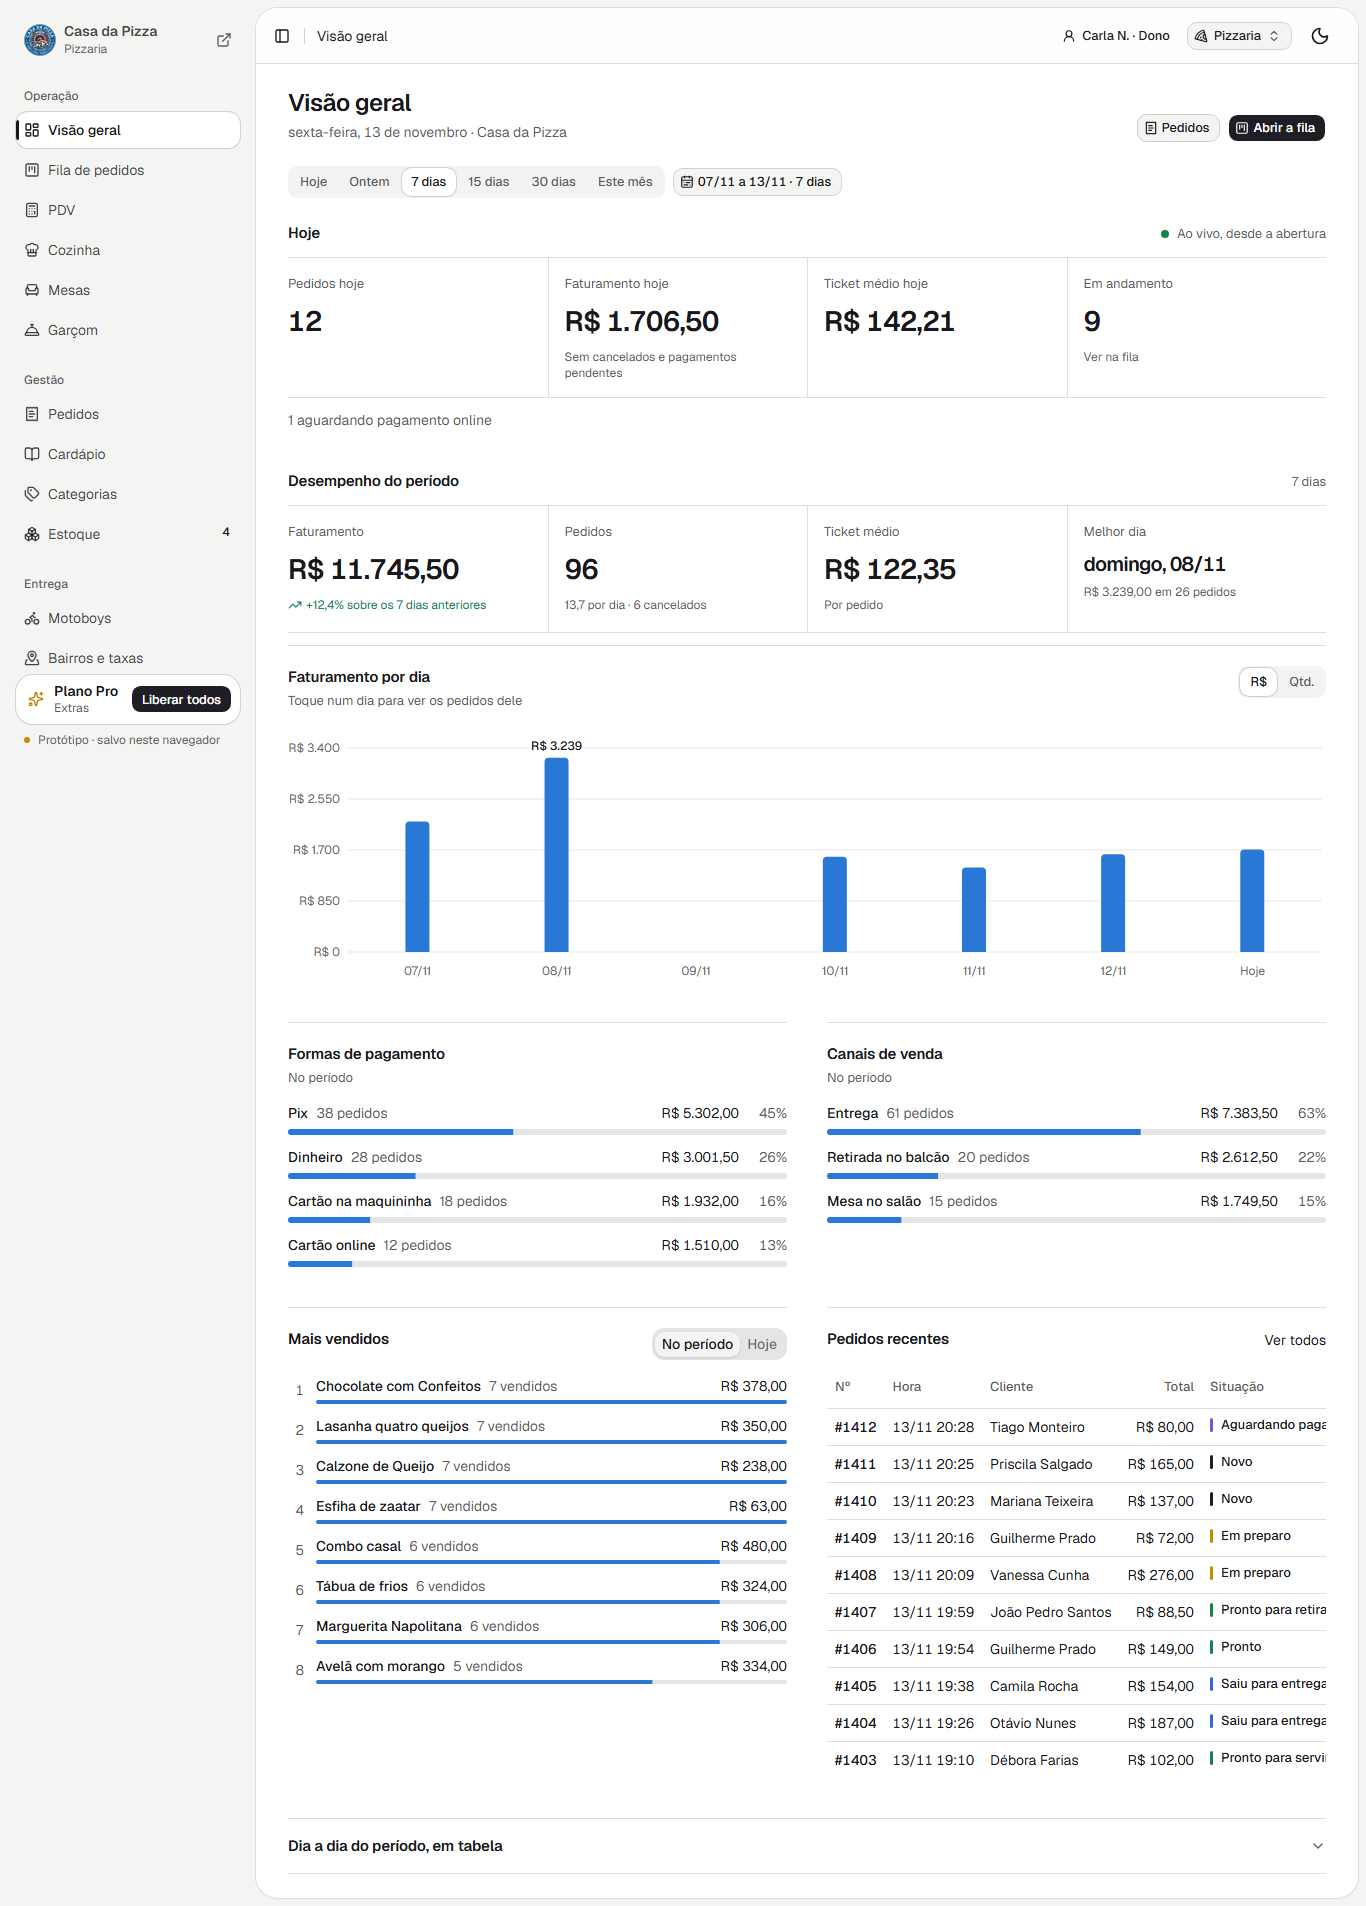 Casa da Pizza
Pizzaria
Operação
Visão geral
Fila de pedidos
PDV
Cozinha
Mesas
Garçom
Gestão
Pedidos
Cardápio
Categorias
Estoque 4
Entrega
Motoboys
Bairros e taxas
Plano Pro
Extras
Liberar todos
Protótipo · salvo neste navegador
Visão geral
Carla N. · Dono
Pizzaria
Visão geral
sexta-feira, 13 de novembro · Casa da Pizza
Pedidos
Abrir a fila
Hoje Ontem 7 dias 15 dias 30 dias Este mês
07/11 a 13/11 · 7 dias
Hoje
Ao vivo, desde a abertura
Pedidos hoje
12
Faturamento hoje
R$ 1.706,50
Sem cancelados e pagamentos
pendentes
Ticket médio hoje
R$ 142,21
Em andamento
9
Ver na fila
1 aguardando pagamento online
Desempenho do período
7 dias
Faturamento
R$ 11.745,50
+12,4% sobre os 7 dias anteriores
Pedidos
96
13,7 por dia · 6 cancelados
Ticket médio
R$ 122,35
Por pedido
Melhor dia
domingo, 08/11
R$ 3.239,00 em 26 pedidos
Faturamento por dia
Toque num dia para ver os pedidos dele
R$ Qtd.
R$ 3.239
R$ 3.400
R$ 2.550
R$ 1.700
R$ 850
R$ 0
07/11 08/11 09/11 10/11 11/11 12/11 Hoje
Formas de pagamento
No período
Pix 38 pedidos R$ 5.302,00 45%
Dinheiro 28 pedidos R$ 3.001,50 26%
Cartão na maquininha 18 pedidos R$ 1.932,00 16%
Cartão online 12 pedidos R$ 1.510,00 13%
Canais de venda
No período
Entrega 61 pedidos R$ 7.383,50 63%
Retirada no balcão 20 pedidos R$ 2.612,50 22%
Mesa no salão 15 pedidos R$ 1.749,50 15%
Mais vendidos
No período Hoje
1 Chocolate com Confeitos 7 vendidos R$ 378,00
2 Lasanha quatro queijos 7 vendidos R$ 350,00
3 Calzone de Queijo 7 vendidos R$ 238,00
4 Esfiha de zaatar 7 vendidos R$ 63,00
5 Combo casal 6 vendidos R$ 480,00
6 Tábua de frios 6 vendidos R$ 324,00
7 Marguerita Napolitana 6 vendidos R$ 306,00
8 Avelã com morango 5 vendidos R$ 334,00
Pedidos recentes
Ver todos
Nº Hora Cliente Total Situação
#1412 13/11 20:28 Tiago Monteiro R$ 80,00 Aguardando paga
#1411 13/11 20:25 Priscila Salgado R$ 165,00 Novo
#1410 13/11 20:23 Mariana Teixeira R$ 137,00 Novo
#1409 13/11 20:16 Guilherme Prado R$ 72,00 Em preparo
#1408 13/11 20:09 Vanessa Cunha R$ 276,00 Em preparo
#1407 13/11 19:59 João Pedro Santos R$ 88,50 Pronto para retira
#1406 13/11 19:54 Guilherme Prado R$ 149,00 Pronto
#1405 13/11 19:38 Camila Rocha R$ 154,00 Saiu para entrega
#1404 13/11 19:26 Otávio Nunes R$ 187,00 Saiu para entrega
#1403 13/11 19:10 Débora Farias R$ 102,00 Pronto para servi
Dia a dia do período, em tabela